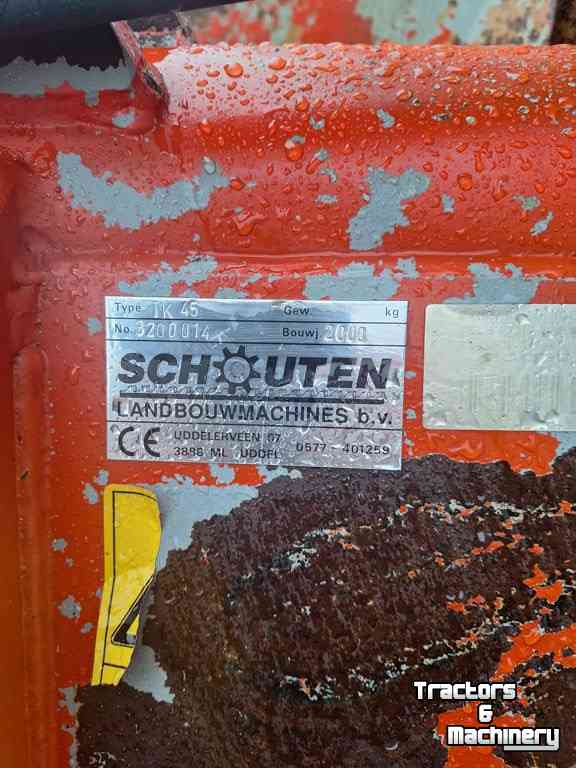 Type TK 45 Gew. kg
No. 3200014 Bouwj. 2000
SCHOUTEN
LANDBOUWMACHINES b.v.
CE UDDELERVEEN 67
3888 ML UDDEL 0577-401259
Tractors
&
Machinery